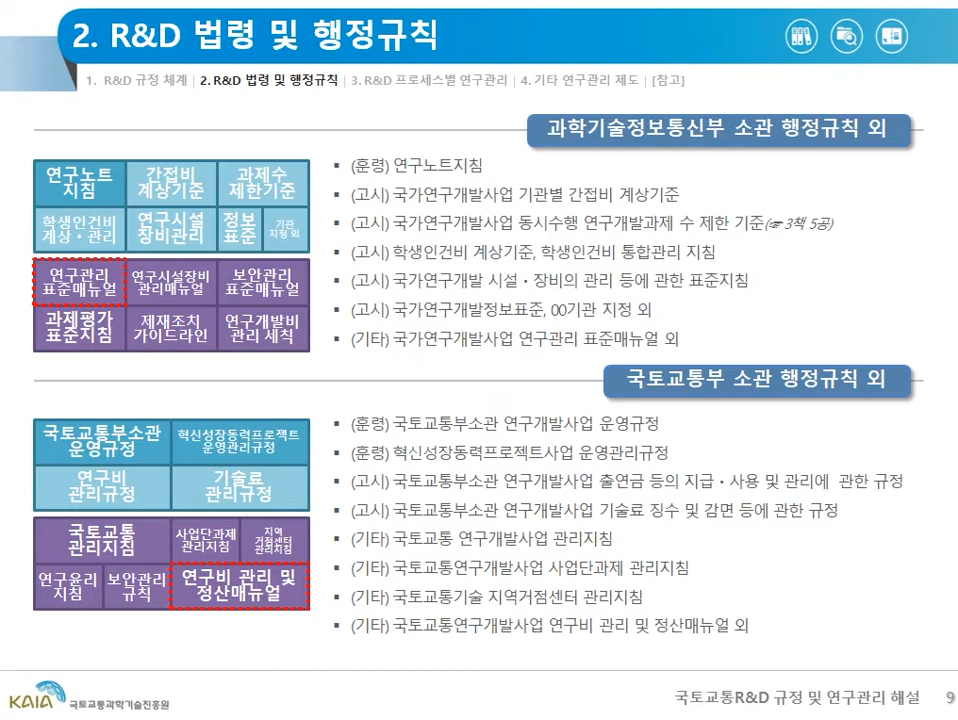 2. R&D 법령 및 행정규칙
1. R&D 규정 체계 | 2. R&D 법령 및 행정규칙 | 3. R&D 프로세스별 연구관리 | 4. 기타 연구관리 제도 | [참고]
과학기술정보통신부 소관 행정규칙 외
연구노트
지침
간접비
계상기준
과제수
제한기준
학생인건비
계상·관리
연구시설
장비관리
정보
표준
기관
지정 외
연구관리
표준매뉴얼
연구시설장비
관리매뉴얼
보안관리
표준매뉴얼
과제평가
표준지침
제재조치
가이드라인
연구개발비
관리 세칙
▪ (훈령) 연구노트지침
▪ (고시) 국가연구개발사업 기관별 간접비 계상기준
▪ (고시) 국가연구개발사업 동시수행 연구개발과제 수 제한 기준(☞3책 5공)
▪ (고시) 학생인건비 계상기준, 학생인건비 통합관리 지침
▪ (고시) 국가연구개발 시설·장비의 관리 등에 관한 표준지침
▪ (고시) 국가연구개발정보표준, 00기관 지정 외
▪ (기타) 국가연구개발사업 연구관리 표준매뉴얼 외
국토교통부 소관 행정규칙 외
국토교통부소관
운영규정
혁신성장동력프로젝트
운영관리규정
연구비
관리규정
기술료
관리규정
국토교통
관리지침
사업단과제
관리지침
지역
거점센터
관리지침
연구윤리
지침
보안관리
규칙
연구비 관리 및
정산매뉴얼
▪ (훈령) 국토교통부소관 연구개발사업 운영규정
▪ (훈령) 혁신성장동력프로젝트사업 운영관리규정
▪ (고시) 국토교통부소관 연구개발사업 출연금 등의 지급·사용 및 관리에 관한 규정
▪ (고시) 국토교통부소관 연구개발사업 기술료 징수 및 감면 등에 관한 규정
▪ (기타) 국토교통 연구개발사업 관리지침
▪ (기타) 국토교통연구개발사업 사업단과제 관리지침
▪ (기타) 국토교통기술 지역거점센터 관리지침
▪ (기타) 국토교통연구개발사업 연구비 관리 및 정산매뉴얼 외
KAIA 국토교통과학기술진흥원
국토교통R&D 규정 및 연구관리 해설 9